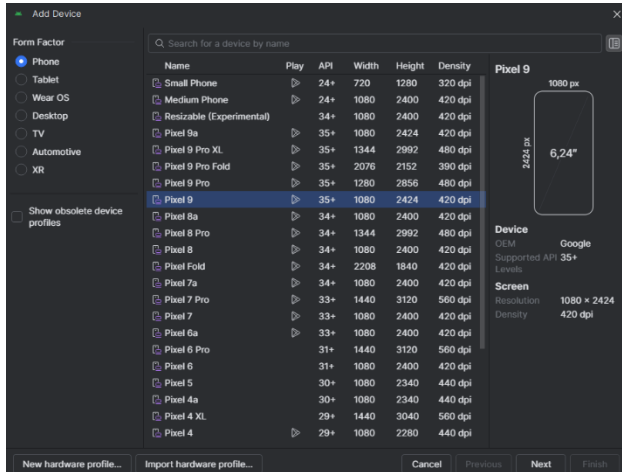 Add Device
Form Factor
Phone
Tablet
Wear OS
Desktop
TV
Automotive
XR
Show obsolete device
profiles
Search for a device by name
Name Play API Width Height Density
Small Phone 24+ 720 1280 320 dpi
Medium Phone 24+ 1080 2400 420 dpi
Resizable (Experimental) 34+ 1080 2400 420 dpi
Pixel 9a 35+ 1080 2424 420 dpi
Pixel 9 Pro XL 35+ 1344 2992 480 dpi
Pixel 9 Pro Fold 35+ 2076 2152 390 dpi
Pixel 9 Pro 35+ 1280 2856 480 dpi
Pixel 9 35+ 1080 2424 420 dpi
Pixel 8a 34+ 1080 2400 420 dpi
Pixel 8 Pro 34+ 1344 2992 480 dpi
Pixel 8 34+ 1080 2400 420 dpi
Pixel Fold 34+ 2208 1840 420 dpi
Pixel 7a 34+ 1080 2400 420 dpi
Pixel 7 Pro 33+ 1440 3120 560 dpi
Pixel 7 33+ 1080 2400 420 dpi
Pixel 6a 33+ 1080 2400 420 dpi
Pixel 6 Pro 31+ 1440 3120 560 dpi
Pixel 6 31+ 1080 2400 420 dpi
Pixel 5 30+ 1080 2340 440 dpi
Pixel 4a 30+ 1080 2340 440 dpi
Pixel 4 XL 29+ 1440 3040 560 dpi
Pixel 4 29+ 1080 2280 440 dpi
Pixel 9
1080 px
2424 px
6,24"
Device
OEM Google
Supported API 35+
Levels
Screen
Resolution 1080 × 2424
Density 420 dpi
New hardware profile... Import hardware profile... Cancel Previous Next Finish